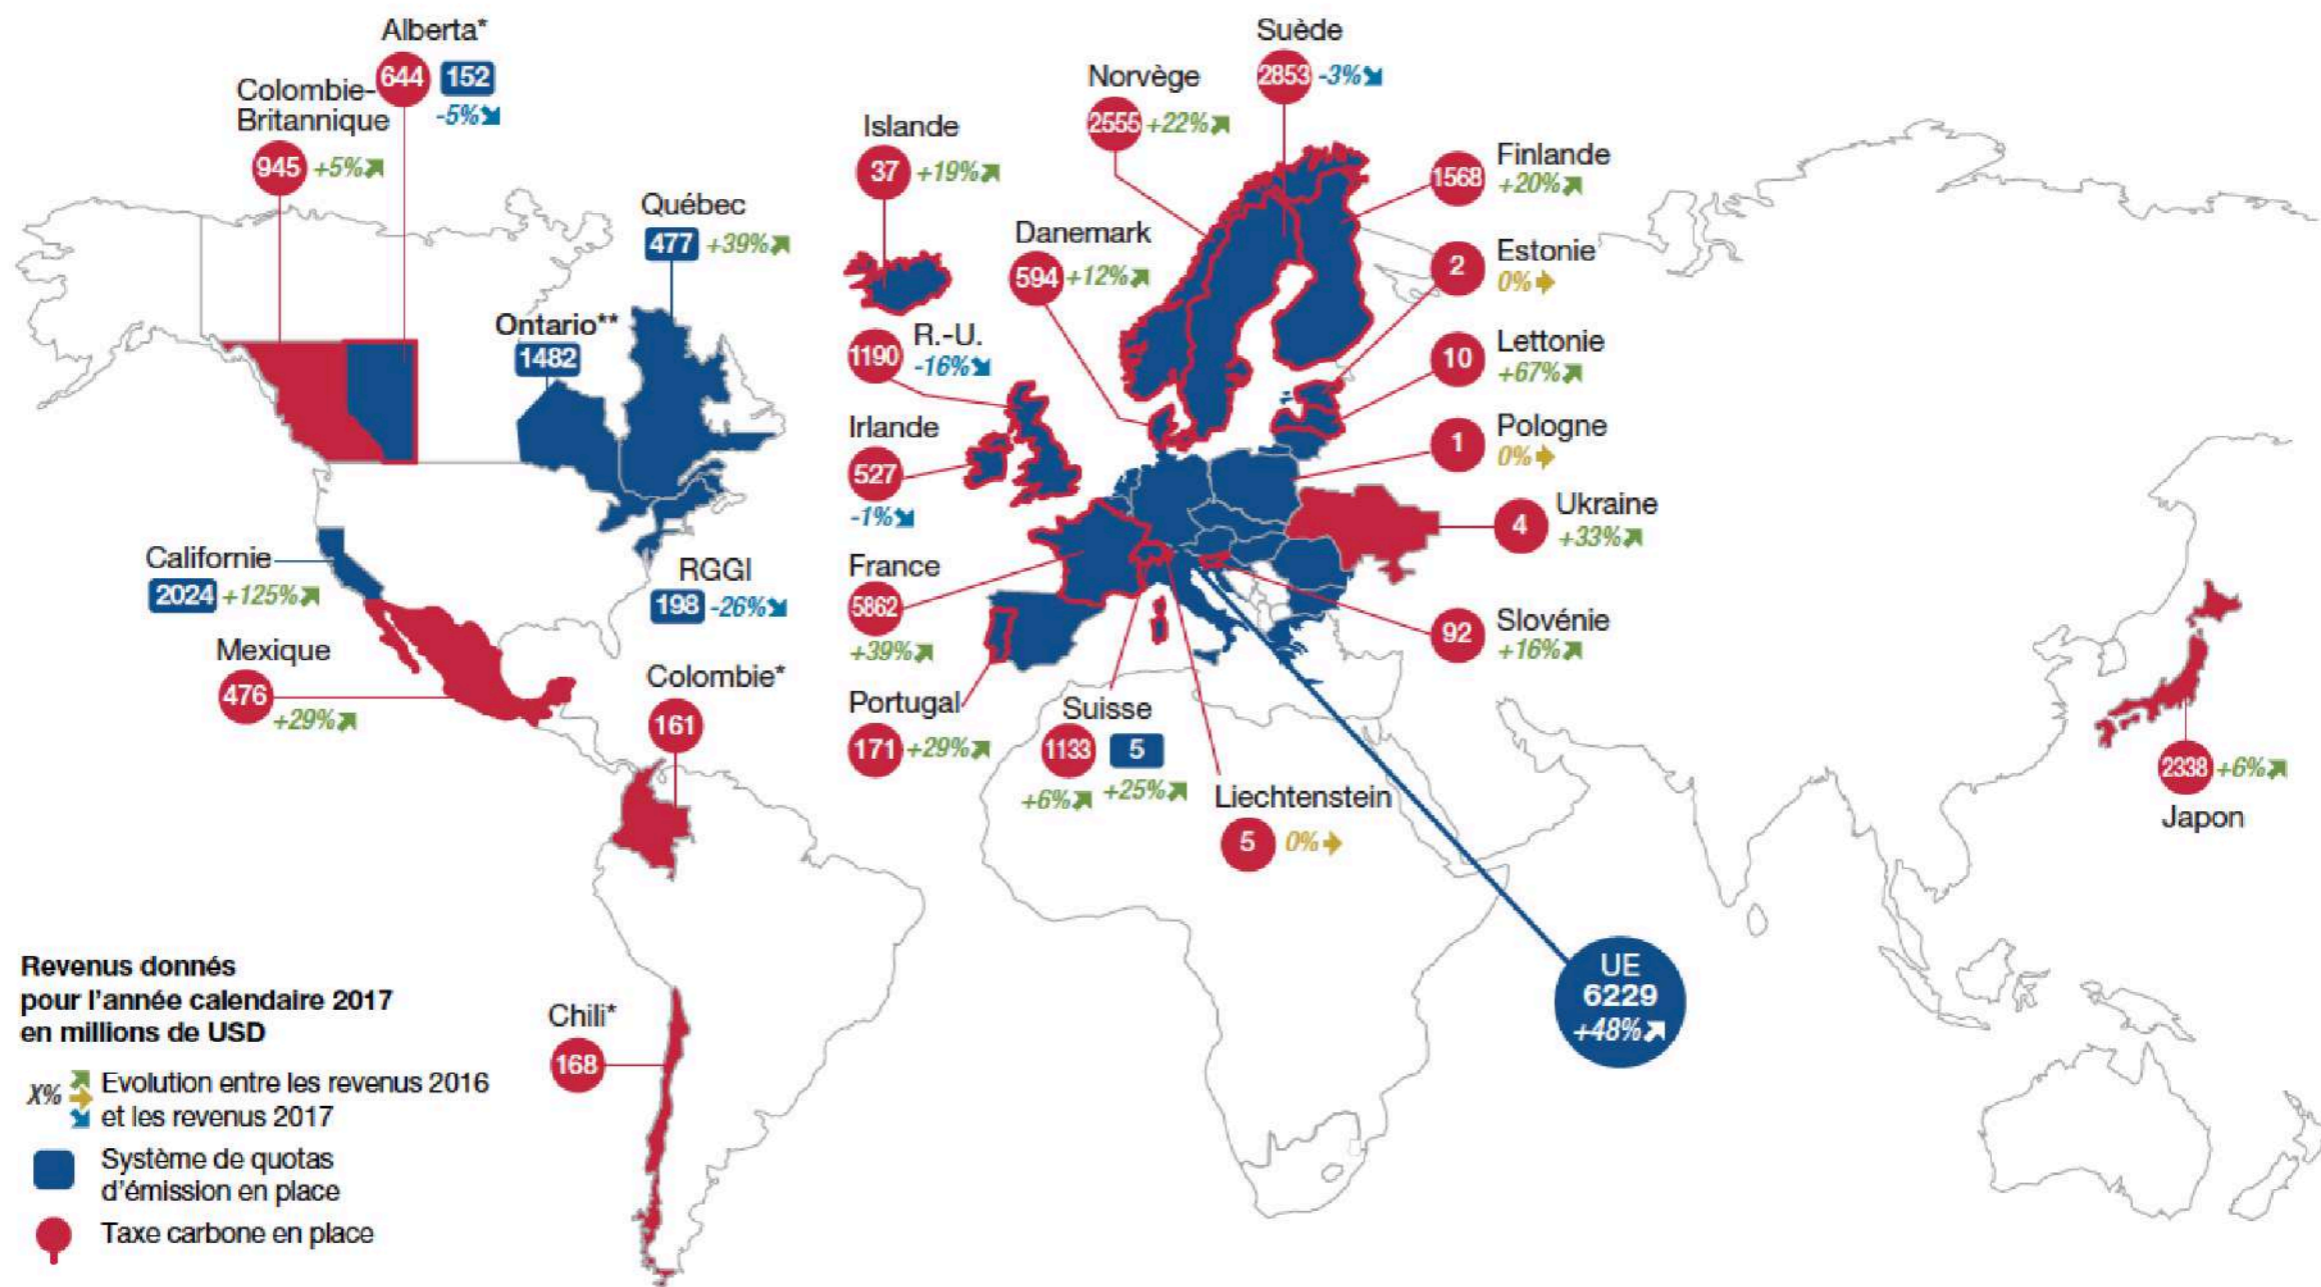 Alberta*
644 152
-5%
Colombie-
Britannique
945 +5%
Québec
477 +39%
Ontario**
1482
Californie
2024 +125%
RGGI
198 -26%
Mexique
476
+29%
Colombie*
161
Chili*
168
Islande
37 +19%
R.-U.
1190
-16%
Irlande
527
-1%
France
5862
+39%
Portugal
171 +29%
Suède
2853 -3%
Norvège
2555 +22%
Danemark
594 +12%
Finlande
1568
+20%
Estonie
2
0%
Lettonie
10
+67%
Pologne
1
0%
Ukraine
4
+33%
Slovénie
92
+16%
Suisse
1133 5
+6% +25%
Liechtenstein
5 0%
UE
6229
+48%
2338 +6%
Japon
Revenus donnés
pour l'année calendaire 2017
en millions de USD
X% Evolution entre les revenus 2016
et les revenus 2017
Système de quotas
d'émission en place
Taxe carbone en place